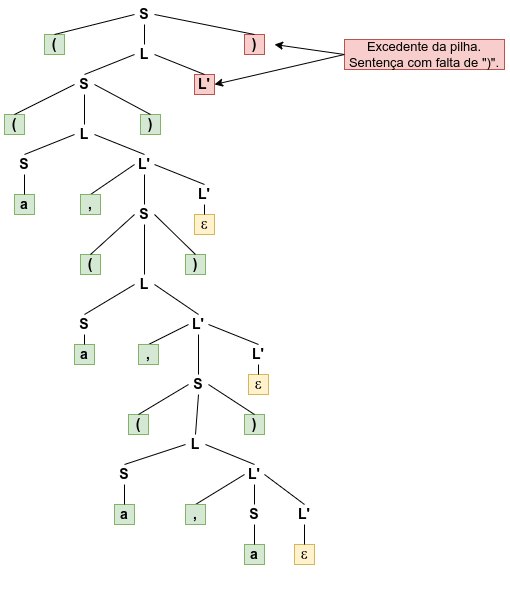 S
( )
L
Excedente da pilha.
Sentença com falta de ")".
S L'
( )
L
S L'
a , L'
S ε
( )
L
S L'
a , L'
S ε
( )
L
S L'
a , S L'
a ε